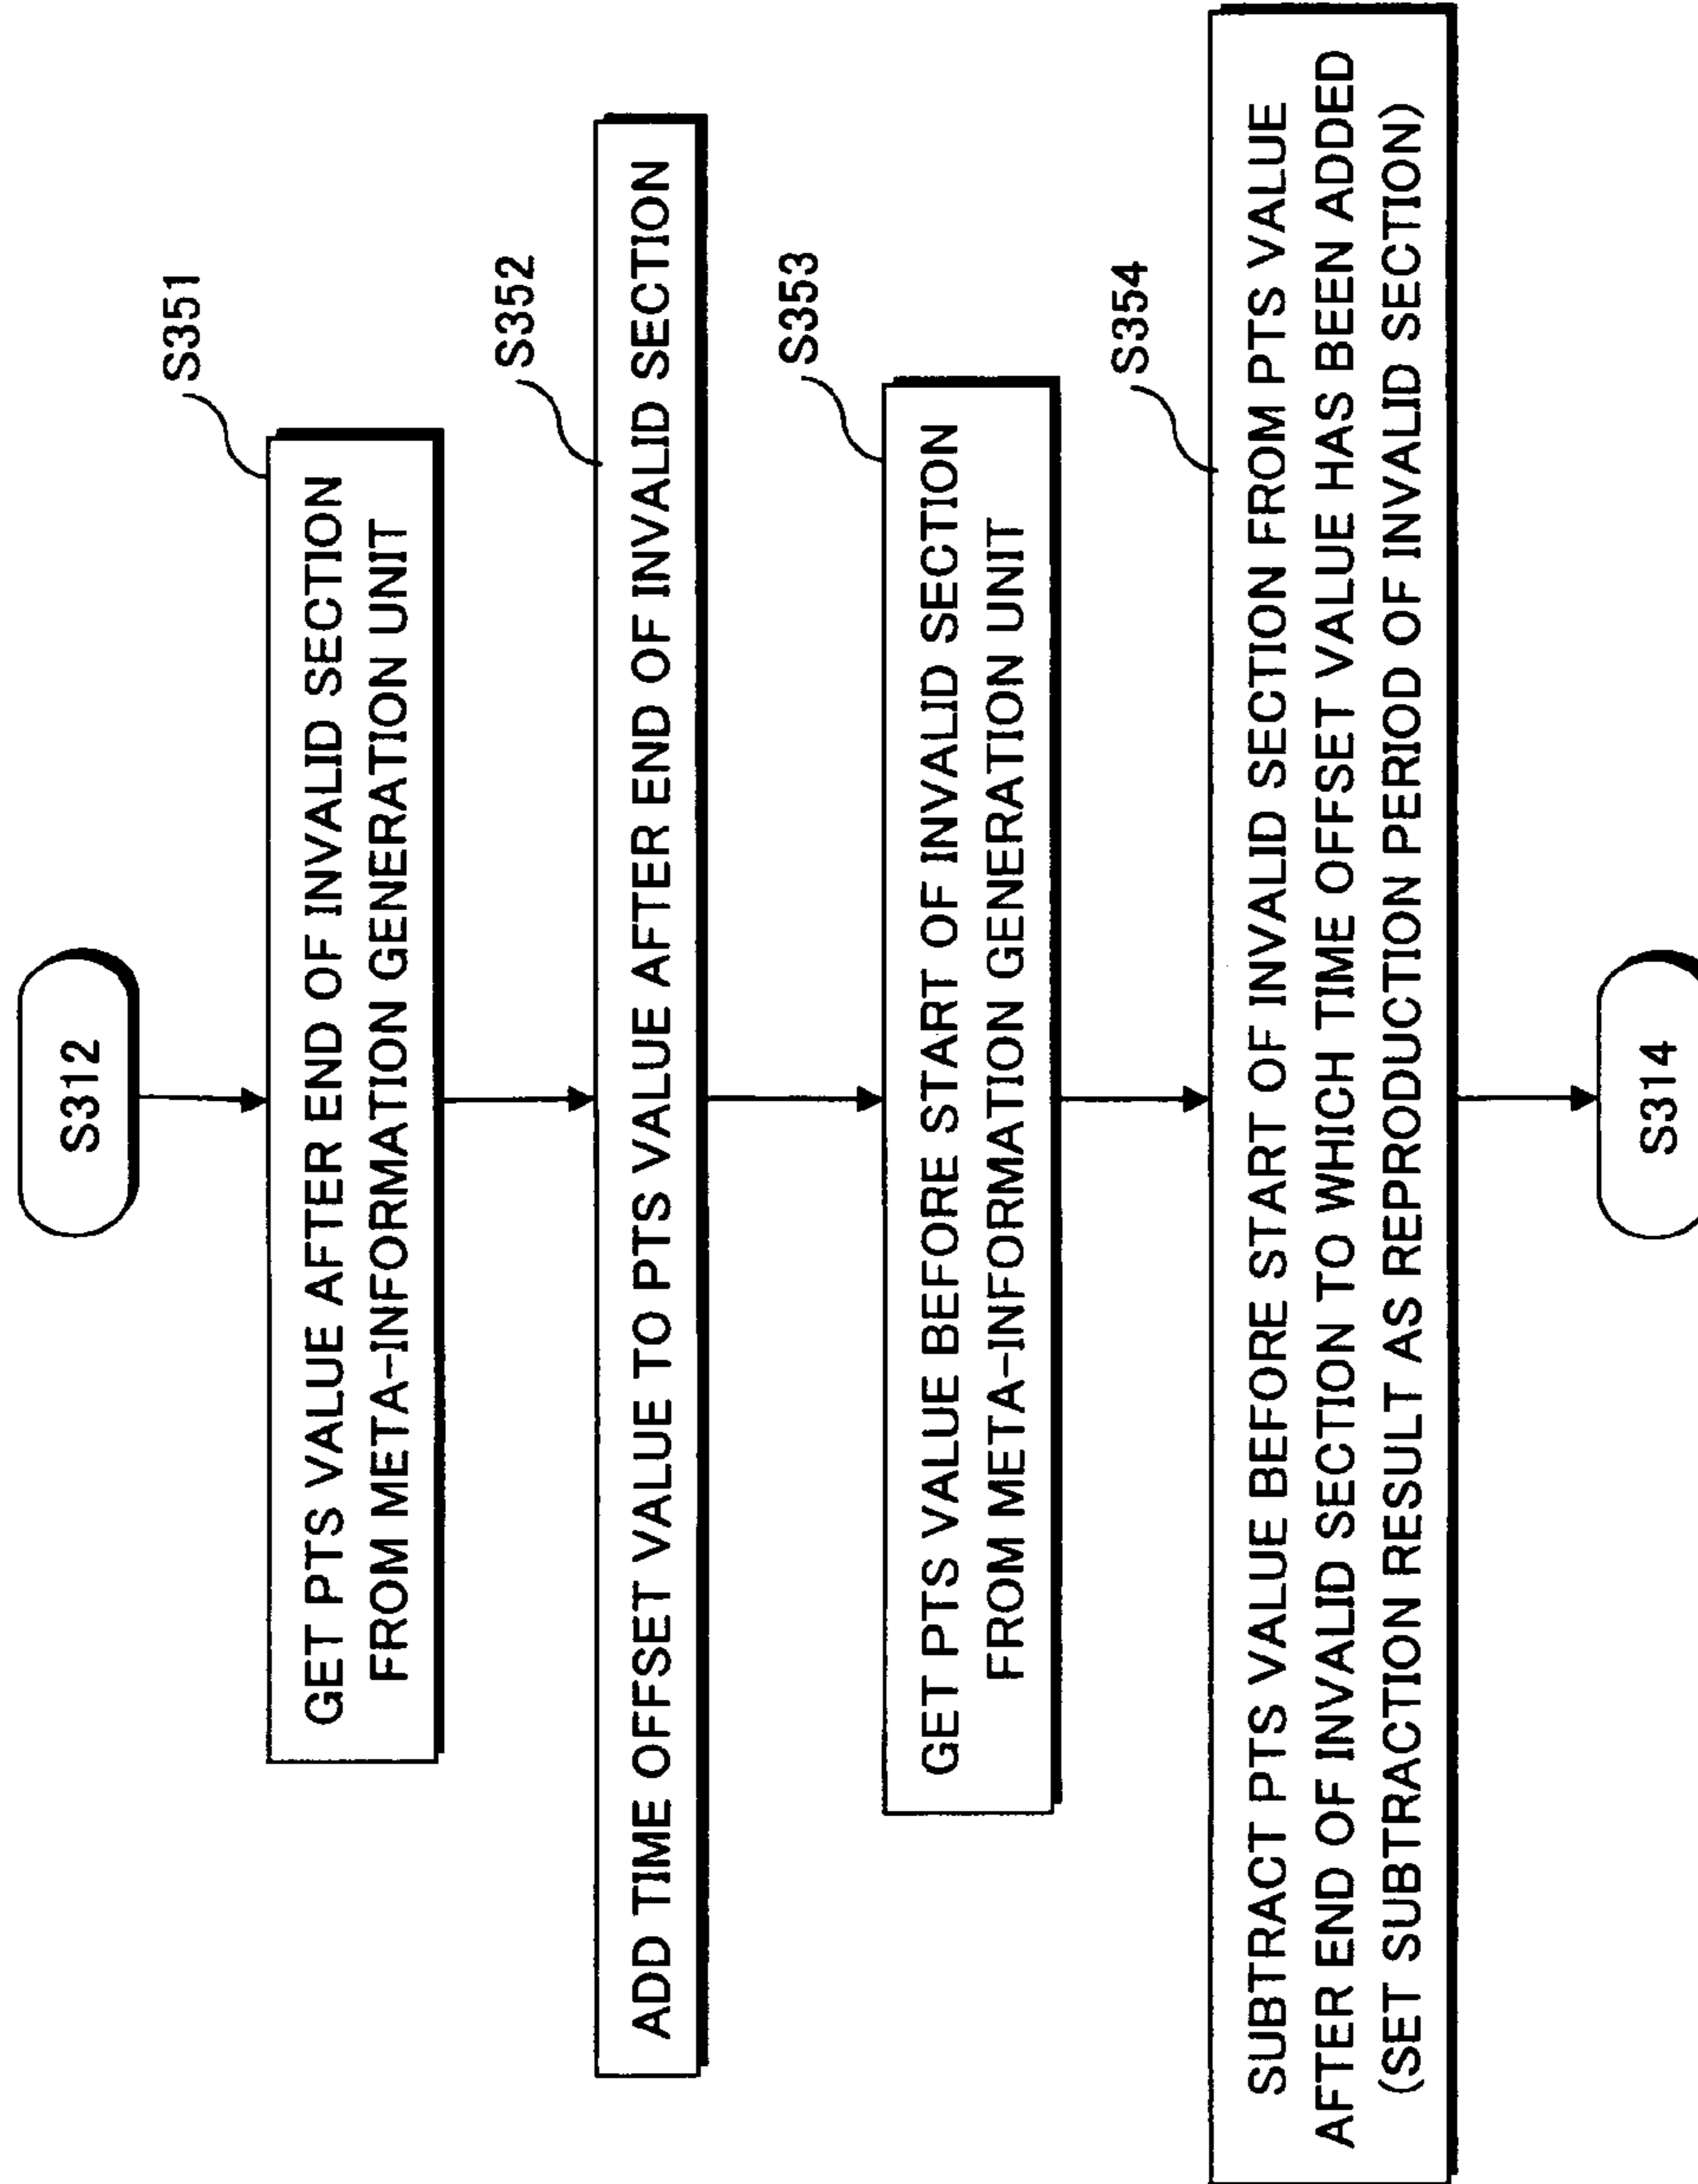 S312
S351
GET PTS VALUE AFTER END OF INVALID SECTION
FROM META-INFORMATION GENERATION UNIT
S352
ADD TIME OFFSET VALUE TO PTS VALUE AFTER END OF INVALID SECTION
S353
GET PTS VALUE BEFORE START OF INVALID SECTION
FROM META-INFORMATION GENERATION UNIT
S354
SUBTRACT PTS VALUE BEFORE START OF INVALID SECTION FROM PTS VALUE
AFTER END OF INVALID SECTION TO WHICH TIME OFFSET VALUE HAS BEEN ADDED
(SET SUBTRACTION RESULT AS REPRODUCTION PERIOD OF INVALID SECTION)
S314